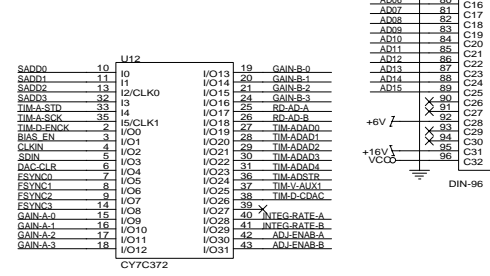 U12
SADD0 10 I0 I/O13 19 GAIN-B-0
SADD1 11 I1 I/O14 20 GAIN-B-1
SADD2 13 I2/CLK0 I/O15 21 GAIN-B-2
SADD3 32 I3 I/O16 24 GAIN-B-3
TIM-A-STD 33 I4 I/O17 25 RD-AD-A
TIM-A-SCK 35 I5/CLK1 I/O18 26 RD-AD-B
TIM-D-ENCK 2 I/O0 I/O19 27 TIM-ADAD0
BIAS_EN 3 I/O1 I/O20 28 TIM-ADAD1
CLKIN 4 I/O2 I/O21 29 TIM-ADAD2
SDIN 5 I/O3 I/O22 30 TIM-ADAD3
DAC-CLR 6 I/O4 I/O23 31 TIM-ADAD4
FSYNC0 7 I/O5 I/O24 36 TIM-ADSTR
FSYNC1 8 I/O6 I/O25 37 TIM-V-AUX1
FSYNC2 9 I/O7 I/O26 38 TIM-D-CDAC
FSYNC3 14 I/O8 I/O27 39
GAIN-A-0 15 I/O9 I/O28 40 INTEG-RATE-A
GAIN-A-1 16 I/O10 I/O29 41 INTEG-RATE-B
GAIN-A-2 17 I/O11 I/O30 42 ADJ-ENAB-A
GAIN-A-3 18 I/O12 I/O31 43 ADJ-ENAB-B
CY7C372
AD06 80 C16
AD07 81 C17
AD08 82 C18
AD09 83 C19
AD10 84 C20
AD11 85 C21
AD12 86 C22
AD13 87 C23
AD14 88 C24
AD15 89 C25
90 C26
91 C27
+6V 92 C28
93 C29
94 C30
+16V 95 C31
VCC 96 C32
DIN-96